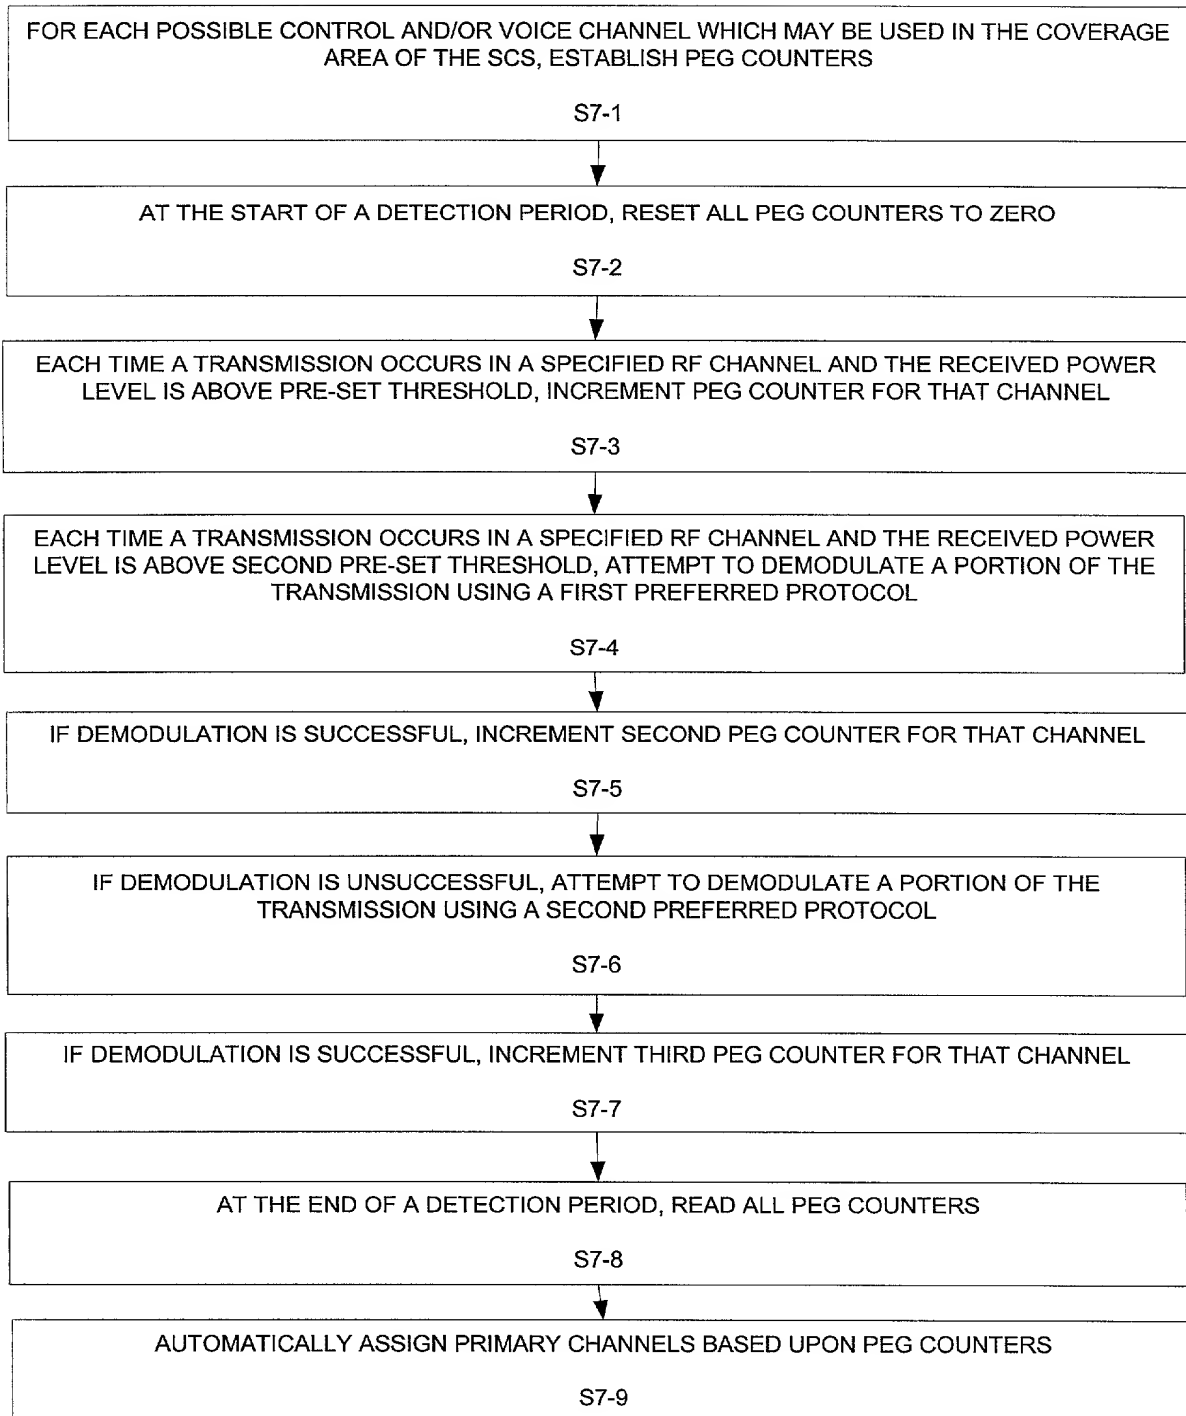 FOR EACH POSSIBLE CONTROL AND/OR VOICE CHANNEL WHICH MAY BE USED IN THE COVERAGE
AREA OF THE SCS, ESTABLISH PEG COUNTERS
S7-1
AT THE START OF A DETECTION PERIOD, RESET ALL PEG COUNTERS TO ZERO
S7-2
EACH TIME A TRANSMISSION OCCURS IN A SPECIFIED RF CHANNEL AND THE RECEIVED POWER
LEVEL IS ABOVE PRE-SET THRESHOLD, INCREMENT PEG COUNTER FOR THAT CHANNEL
S7-3
EACH TIME A TRANSMISSION OCCURS IN A SPECIFIED RF CHANNEL AND THE RECEIVED POWER
LEVEL IS ABOVE SECOND PRE-SET THRESHOLD, ATTEMPT TO DEMODULATE A PORTION OF THE
TRANSMISSION USING A FIRST PREFERRED PROTOCOL
S7-4
IF DEMODULATION IS SUCCESSFUL, INCREMENT SECOND PEG COUNTER FOR THAT CHANNEL
S7-5
IF DEMODULATION IS UNSUCCESSFUL, ATTEMPT TO DEMODULATE A PORTION OF THE
TRANSMISSION USING A SECOND PREFERRED PROTOCOL
S7-6
IF DEMODULATION IS SUCCESSFUL, INCREMENT THIRD PEG COUNTER FOR THAT CHANNEL
S7-7
AT THE END OF A DETECTION PERIOD, READ ALL PEG COUNTERS
S7-8
AUTOMATICALLY ASSIGN PRIMARY CHANNELS BASED UPON PEG COUNTERS
S7-9